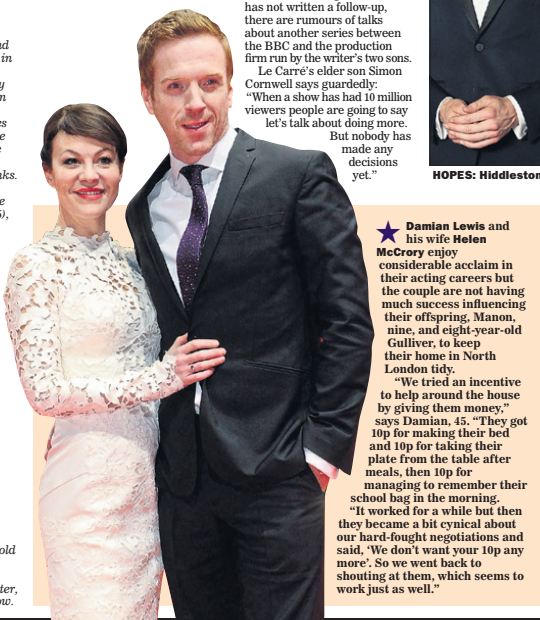 has not written a follow-up,
there are rumours of talks
about another series between
the BBC and the production
firm run by the writer's two sons.
Le Carré's elder son Simon
Cornwell says guardedly:
“When a show has had 10 million
viewers people are going to say
let's talk about doing more.
But nobody has
made any
decisions
yet.”
HOPES: Hiddleston
Damian Lewis and
his wife Helen
McCrory enjoy
considerable acclaim in
their acting careers but
the couple are not having
much success influencing
their offspring, Manon,
nine, and eight-year-old
Gulliver, to keep
their home in North
London tidy.
“We tried an incentive
to help around the house
by giving them money,”
says Damian, 45. “They got
10p for making their bed
and 10p for taking their
plate from the table after
meals, then 10p for
managing to remember their
school bag in the morning.
“It worked for a while but then
they became a bit cynical about
our hard-fought negotiations and
said, ‘We don't want your 10p any
more’. So we went back to
shouting at them, which seems to
work just as well.”
in
old